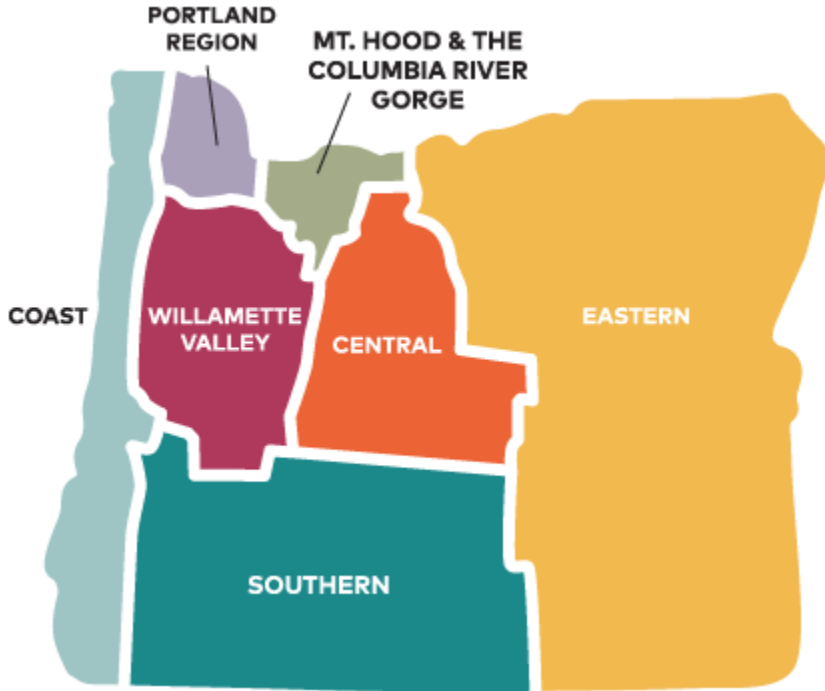 PORTLAND
REGION
MT. HOOD & THE
COLUMBIA RIVER
GORGE
COAST
WILLAMETTE
VALLEY
CENTRAL
EASTERN
SOUTHERN